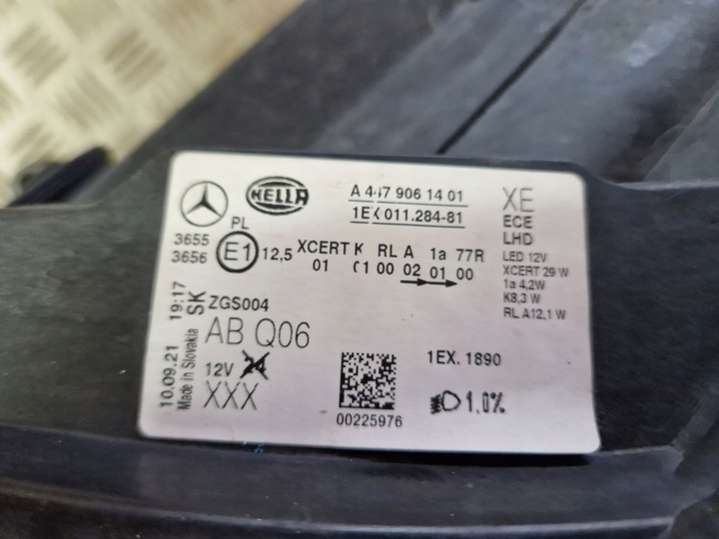 HELLA
A 447 906 14 01
1EX 011.284-81
XE
ECE
LHD
LED 12V
XCERT 29 W
1a 4,2W
K8,3 W
RL A12,1 W
PL
3655
3656
E1
12,5
XCERT K RL A 1a 77R
01 01 00 02 01 00
ZGS004
AB Q06
12V 24
XXX
10.09.21 19:17
Made in Slovakia SK
00225976
1EX. 1890
1,0%